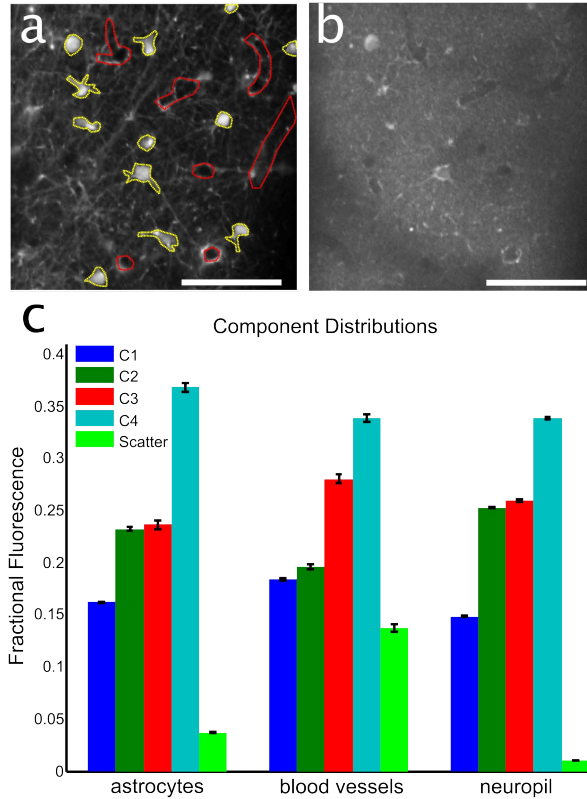 a
b
c
Component Distributions
0.4
0.35
0.3
0.25
0.2
0.15
0.1
0.05
0
Fractional Fluorescence
C1
C2
C3
C4
Scatter
astrocytes blood vessels neuropil